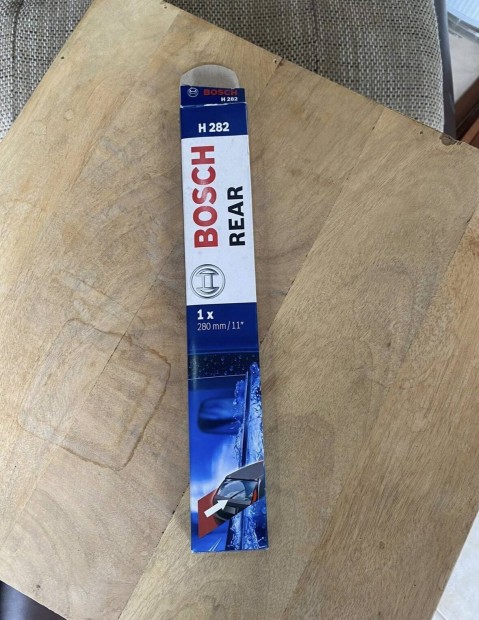 BOSCH
H 282
H 282
BOSCH
REAR
1 x
280 mm/11"